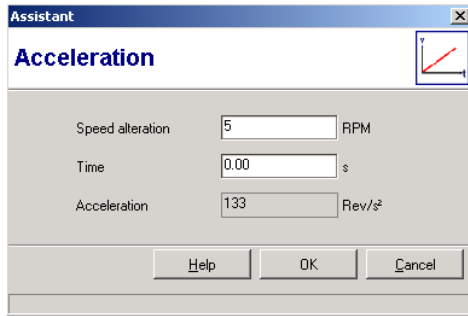 Assistant
Acceleration
v
t
Speed alteration 5 RPM
Time 0.00 s
Acceleration 133 Rev/s²
Help OK Cancel